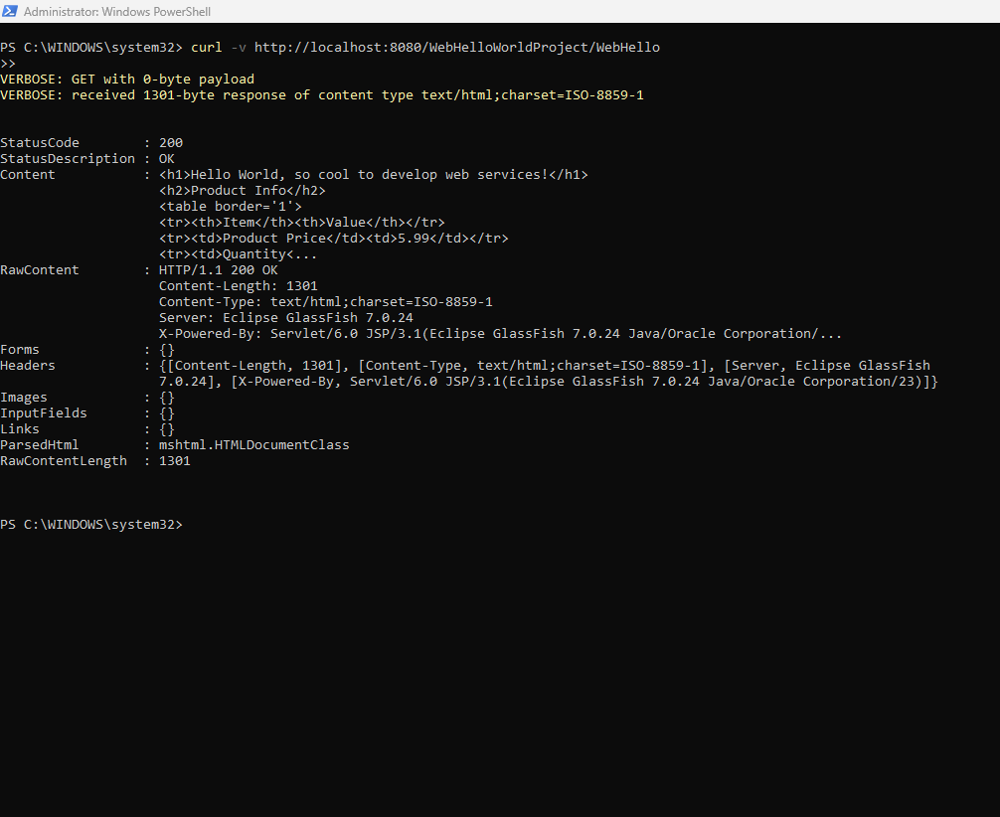 Administrator: Windows PowerShell
PS C:\WINDOWS\system32> curl -v http://localhost:8080/WebHelloWorldProject/WebHello
>>
VERBOSE: GET with 0-byte payload
VERBOSE: received 1301-byte response of content type text/html;charset=ISO-8859-1
StatusCode        : 200
StatusDescription : OK
Content           : <h1>Hello World, so cool to develop web services!</h1>
                    <h2>Product Info</h2>
                    <table border='1'>
                    <tr><th>Item</th><th>Value</th></tr>
                    <tr><td>Product Price</td><td>5.99</td></tr>
                    <tr><td>Quantity<...
RawContent        : HTTP/1.1 200 OK
                    Content-Length: 1301
                    Content-Type: text/html;charset=ISO-8859-1
                    Server: Eclipse GlassFish 7.0.24
                    X-Powered-By: Servlet/6.0 JSP/3.1(Eclipse GlassFish 7.0.24 Java/Oracle Corporation/...
Forms             : {}
Headers           : {[Content-Length, 1301], [Content-Type, text/html;charset=ISO-8859-1], [Server, Eclipse GlassFish
                    7.0.24], [X-Powered-By, Servlet/6.0 JSP/3.1(Eclipse GlassFish 7.0.24 Java/Oracle Corporation/23)]}
Images            : {}
InputFields       : {}
Links             : {}
ParsedHtml        : mshtml.HTMLDocumentClass
RawContentLength  : 1301
PS C:\WINDOWS\system32>